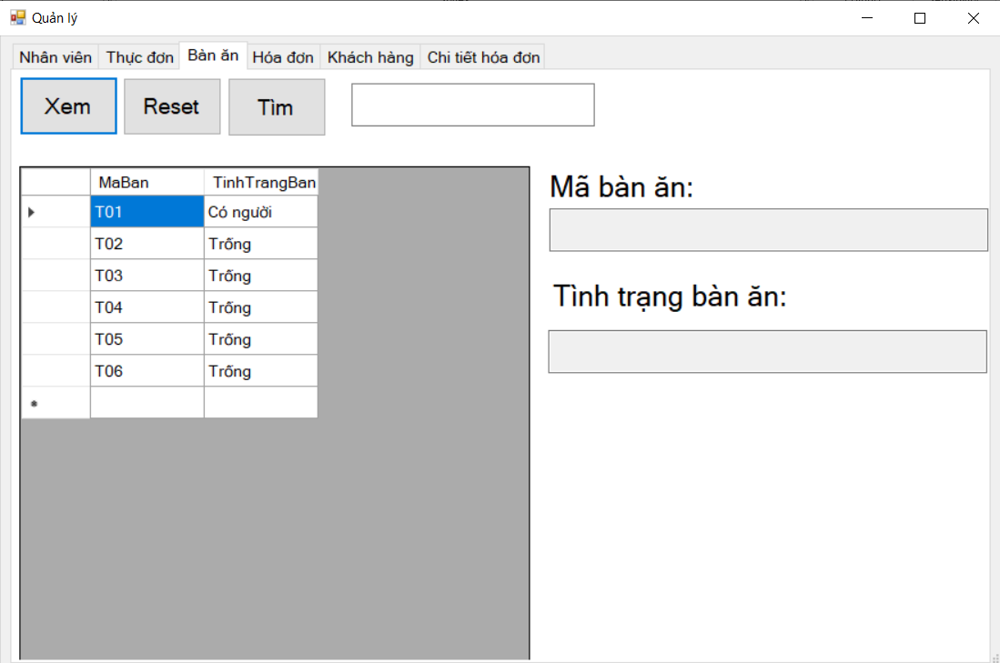 Quản lý
Nhân viên Thực đơn Bàn ăn Hóa đơn Khách hàng Chi tiết hóa đơn
Xem Reset Tìm
MaBan TinhTrangBan
T01 Có người
T02 Trống
T03 Trống
T04 Trống
T05 Trống
T06 Trống
Mã bàn ăn:
Tình trạng bàn ăn: